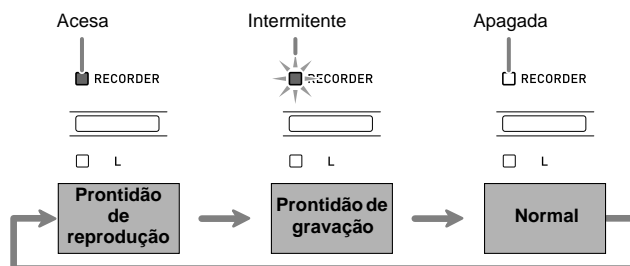 Acesa
Intermitente
Apagada
RECORDER
RECORDER
RECORDER
L
L
L
Prontidão
de
reprodução
Prontidão de
gravação
Normal